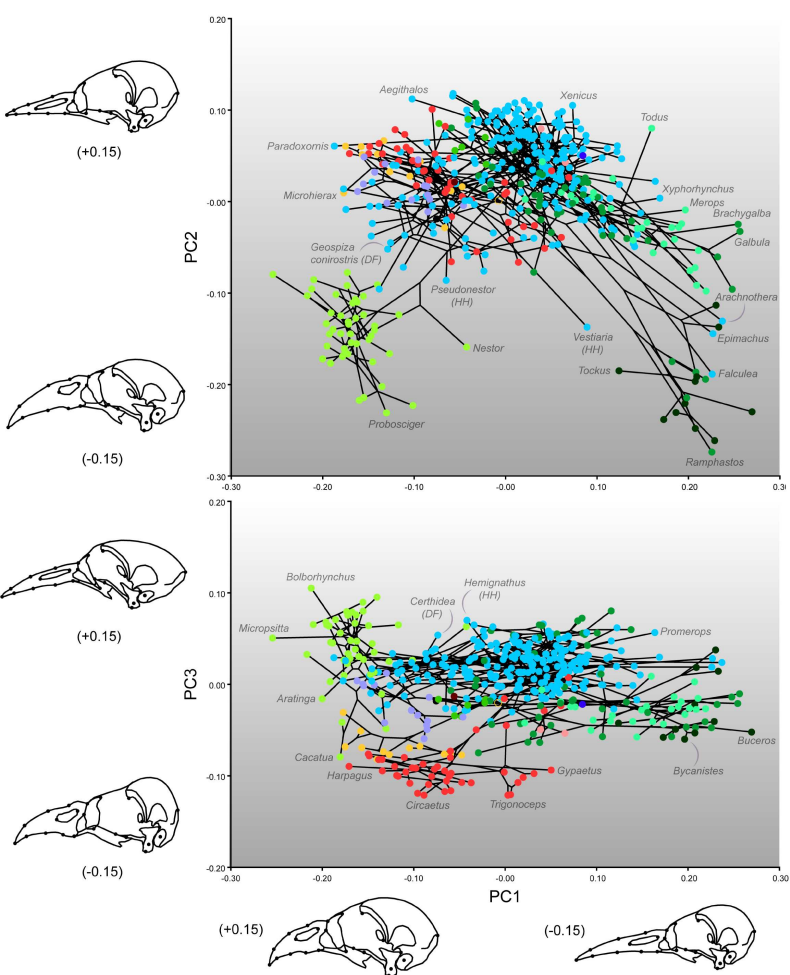 0.20
0.10
-0.00
-0.10
-0.20
-0.30
PC2
-0.30
-0.20
-0.10
-0.00
0.10
0.20
0.3
(+0.15)
(-0.15)
Aegithalos
Xenicus
Todus
Paradoxornis
Microhierax
Xyphorhynchus
Merops
Brachygalba
Galbula
Geospiza
conirostris (DF)
Pseudonestor
(HH)
Arachnothera
Vestiaria
(HH)
Epimachus
Nestor
Tockus
Falculea
Probosciger
Ramphastos
0.20
0.10
0.00
-0.10
-0.20
PC3
-0.30
-0.20
-0.10
-0.00
0.10
0.20
0.30
PC1
(+0.15)
(-0.15)
Bolborhynchus
Hemignathus
(HH)
Certhidea
(DF)
Micropsitta
Promerops
Aratinga
Cacatua
Buceros
Harpagus
Gypaetus
Bycanistes
Circaetus
Trigonoceps
(+0.15)
(-0.15)